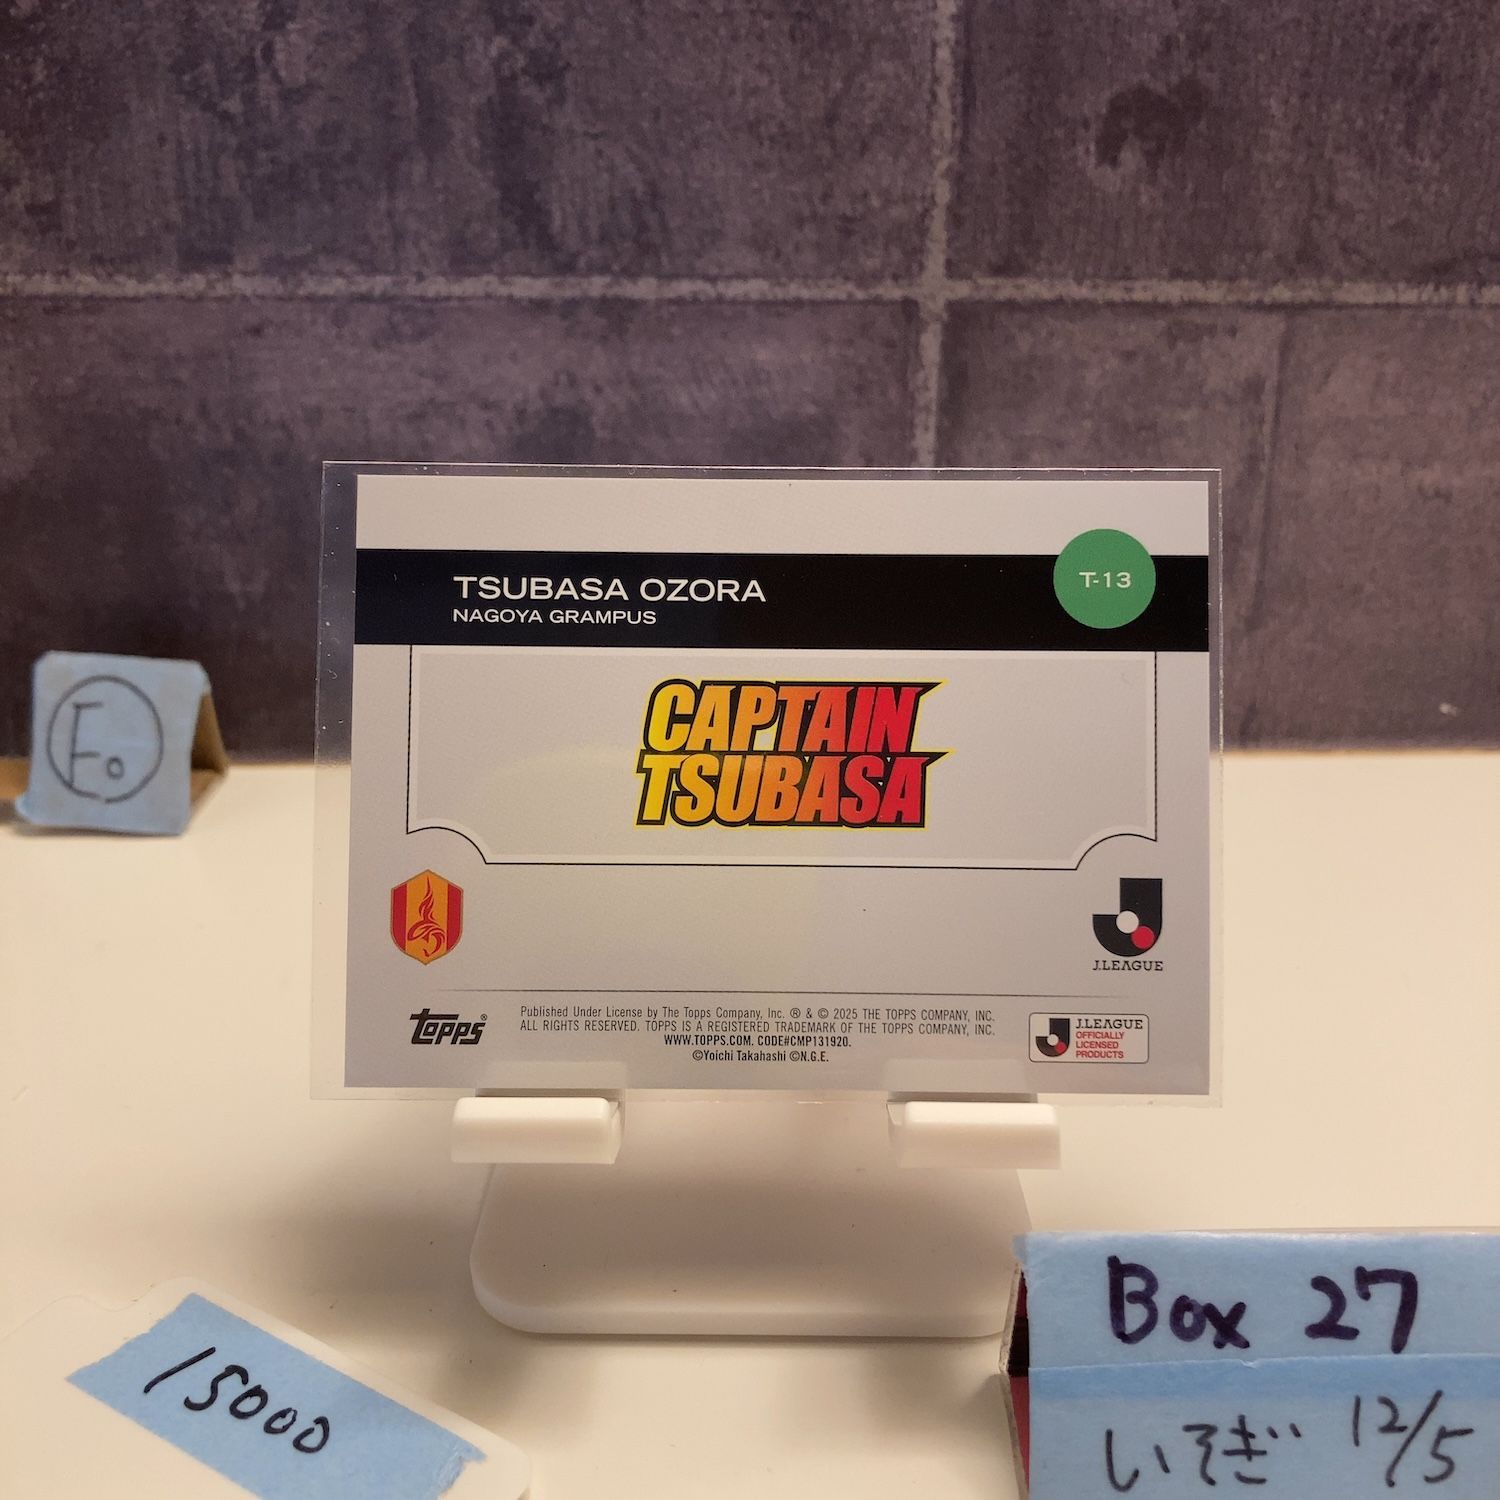 TSUBASA OZORA
NAGOYA GRAMPUS
T-13
CAPTAIN
TSUBASA
J.LEAGUE
topps®
Published Under License by The Topps Company, Inc. ® & © 2025 THE TOPPS COMPANY, INC.
ALL RIGHTS RESERVED. TOPPS IS A REGISTERED TRADEMARK OF THE TOPPS COMPANY, INC.
WWW.TOPPS.COM. CODE#CMP131920.
©Yoichi Takahashi ©N.G.E.
J.LEAGUE
OFFICIALLY
LICENSED
PRODUCTS
Eo
15000
Box 27
いそぎ 12/5